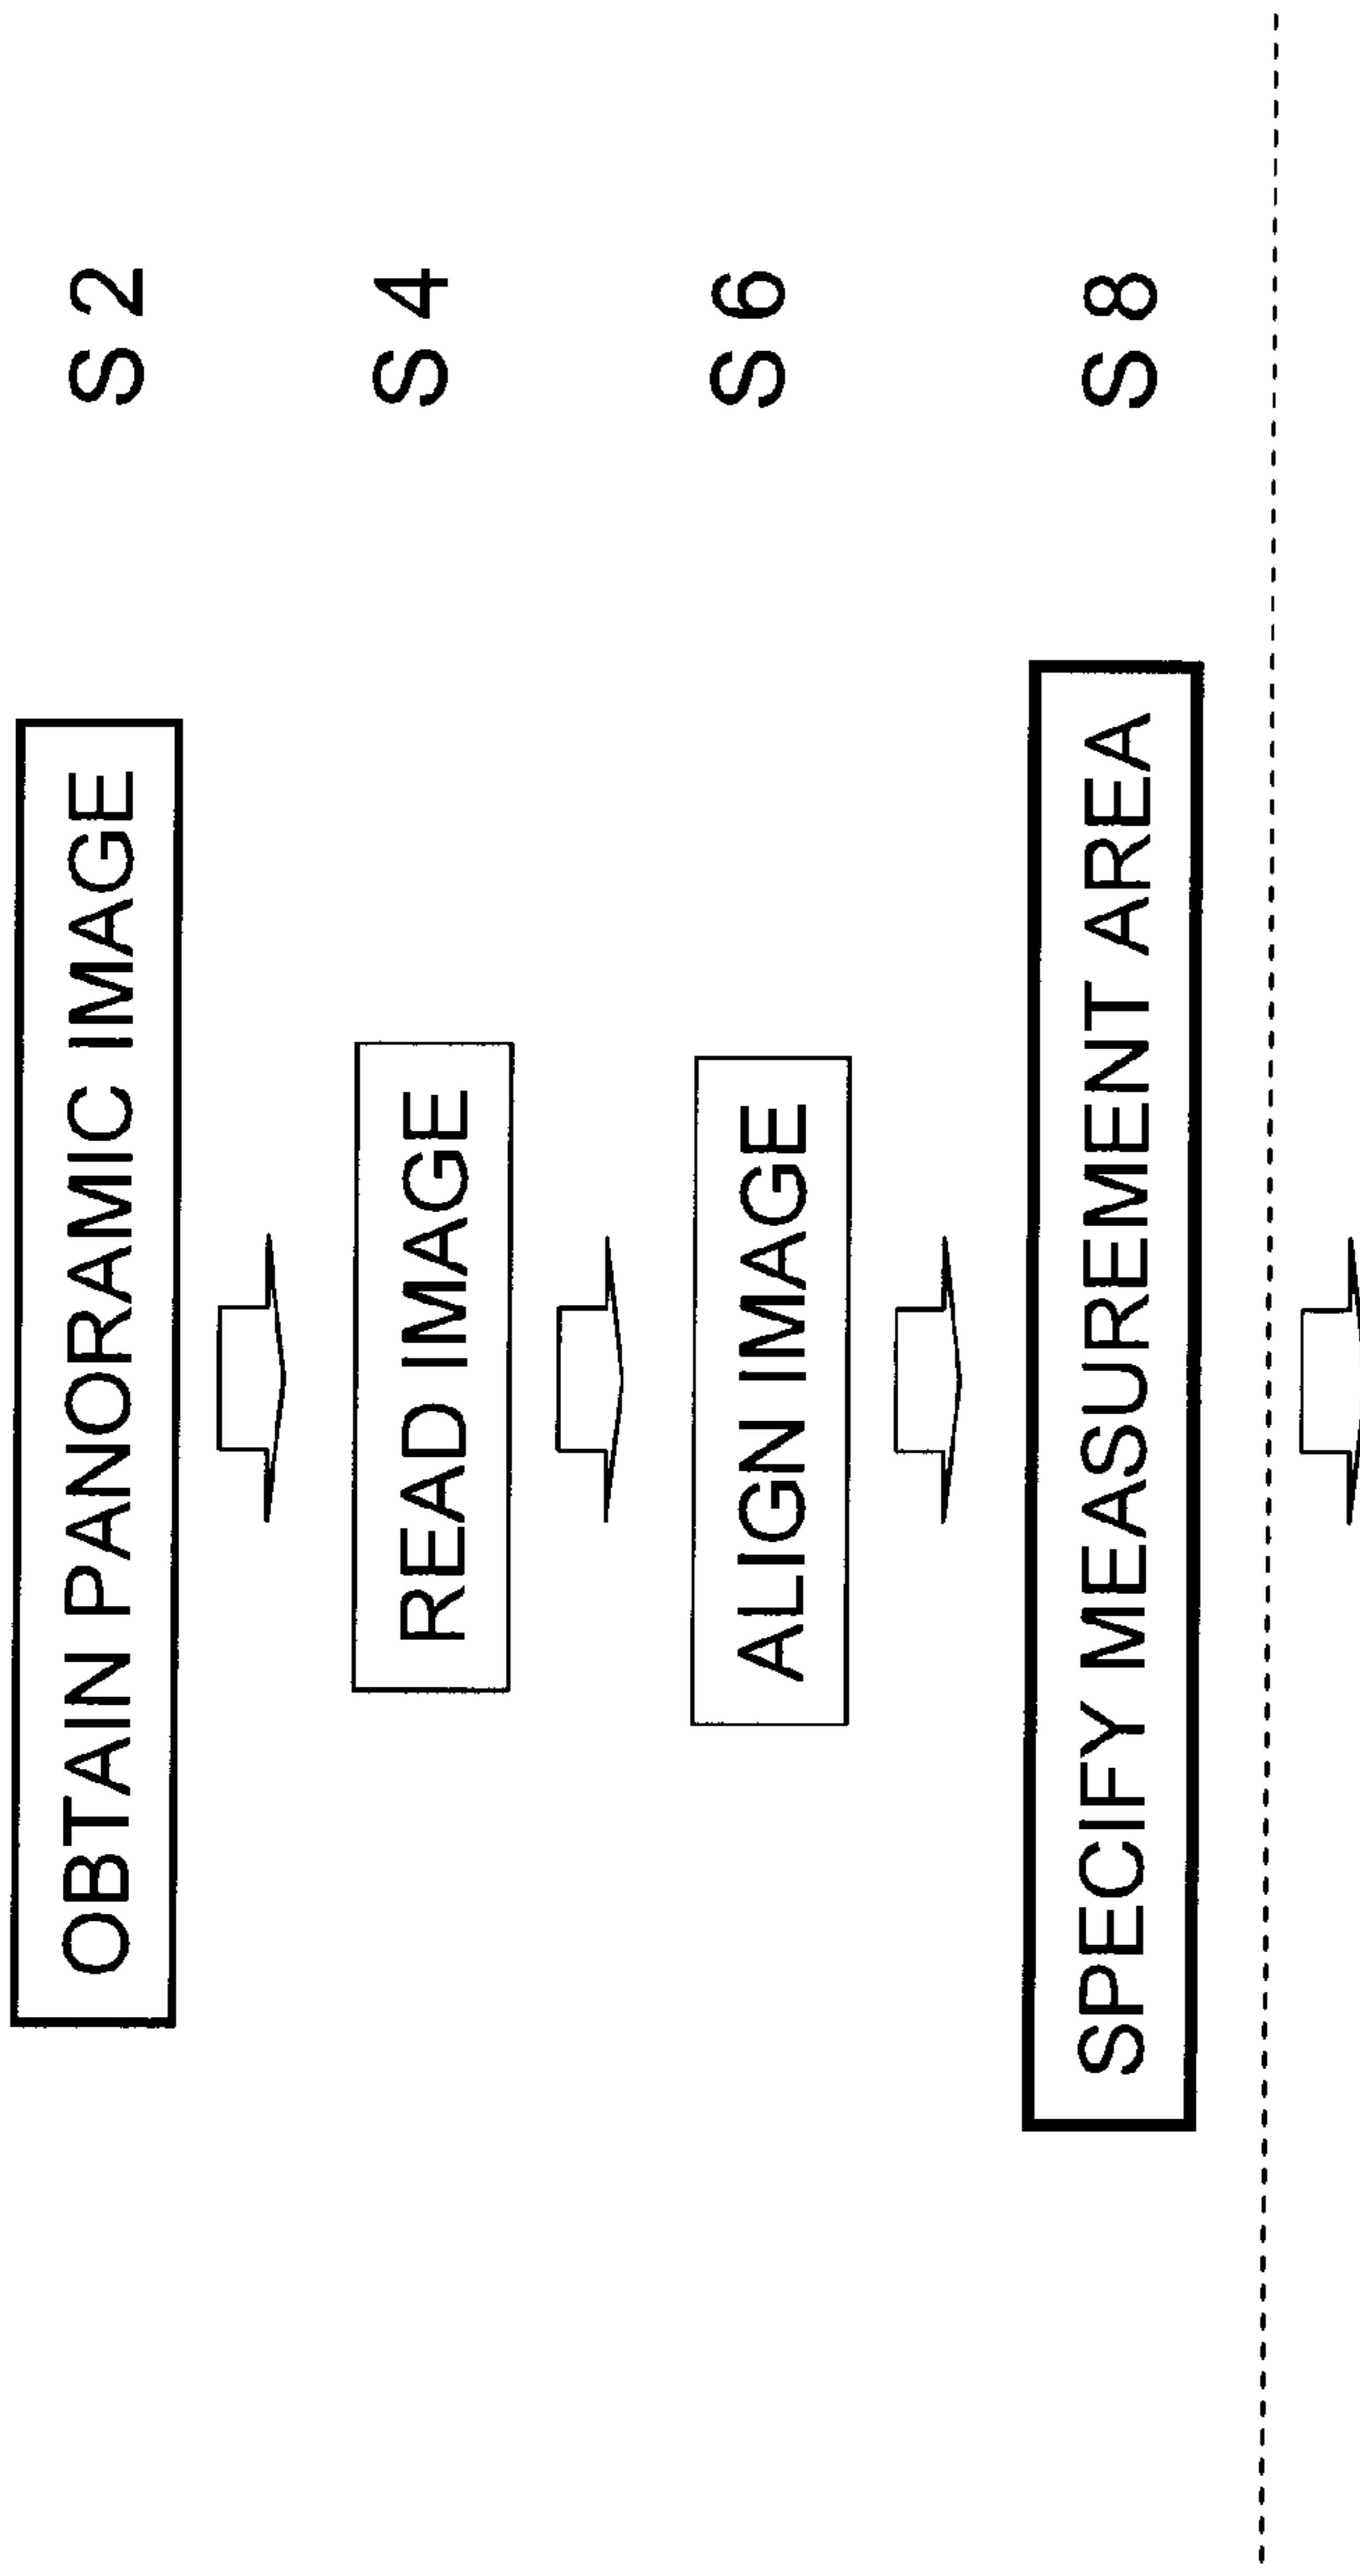 OBTAIN PANORAMIC IMAGE S2
READ IMAGE S4
ALIGN IMAGE S6
SPECIFY MEASUREMENT AREA S8